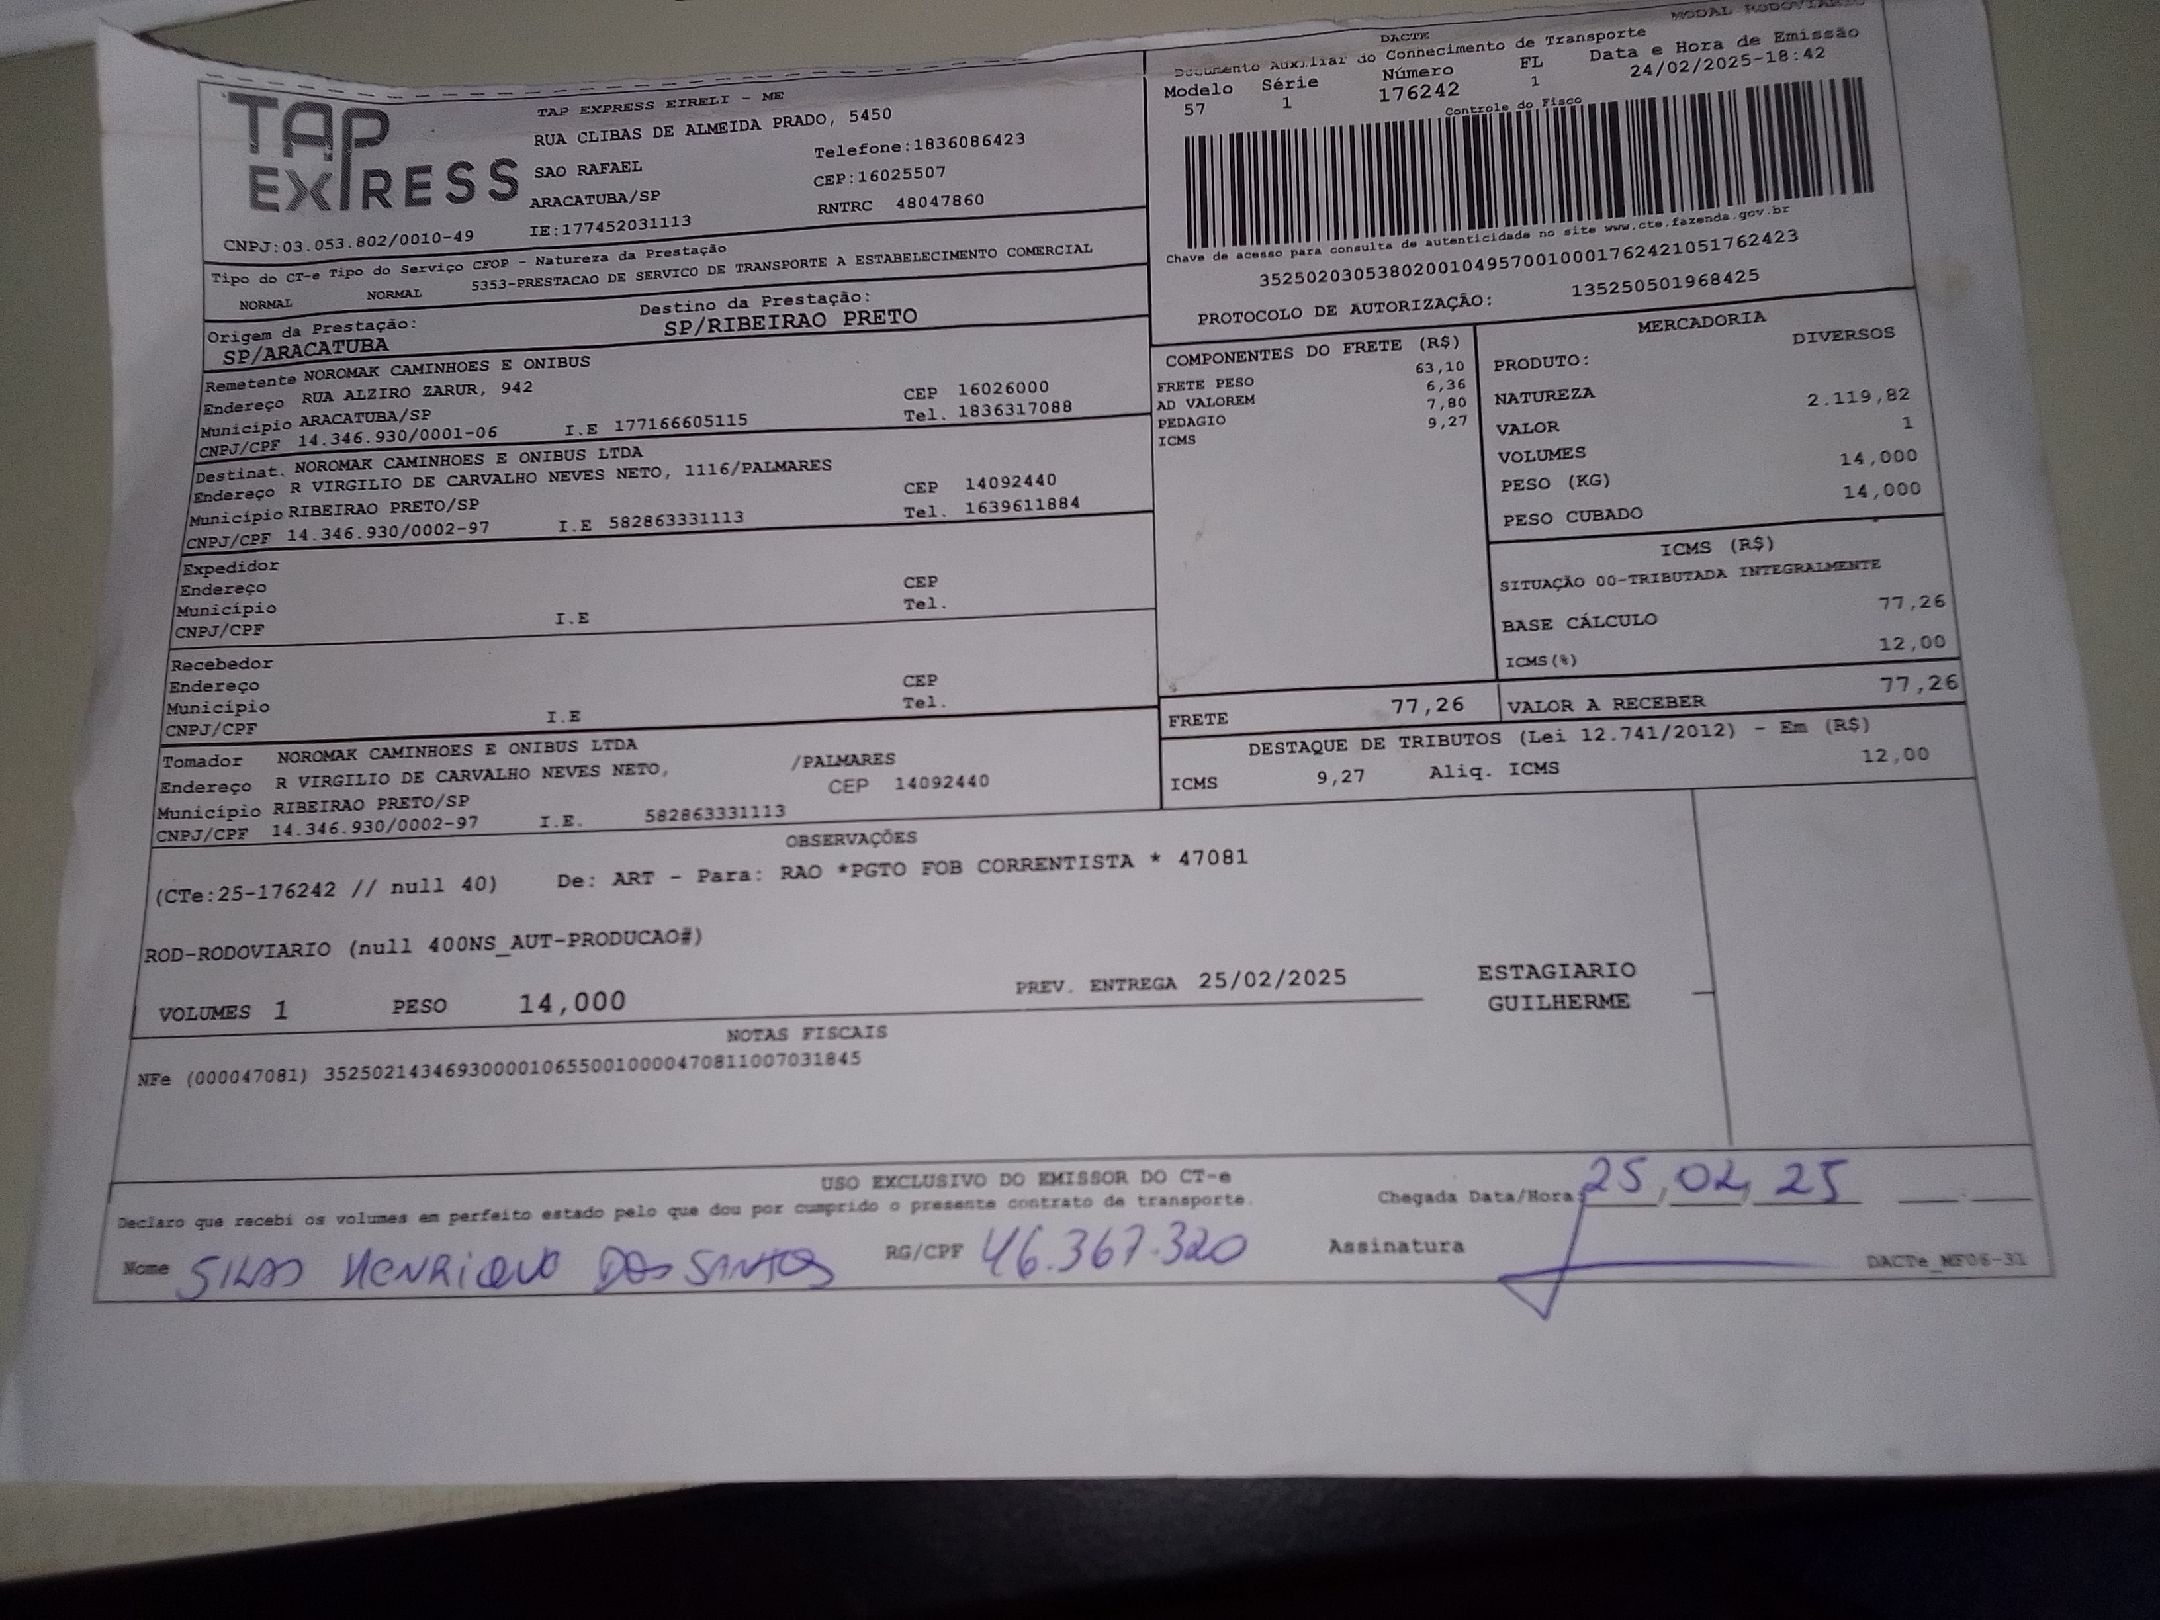 TAP
EXPRESS
CNPJ:03.053.802/0010-49
TAP EXPRESS EIRELI - ME
RUA CLIBAS DE ALMEIDA PRADO, 5450
SAO RAFAEL Telefone:1836086423
ARACATUBA/SP CEP:16025507
IE:177452031113 RNTRC 48047860
MODAL RODOVIARIO
DACTE
Documento Auxiliar do Conhecimento de Transporte
Modelo Série Número FL Data e Hora de Emissão
57 1 176242 1 24/02/2025-18:42
Controle do Fisco
Chave de acesso para consulta de autenticidade no site www.cte.fazenda.gov.br
35250203053802001049570010001762421051762423
PROTOCOLO DE AUTORIZAÇÃO: 135250501968425
Tipo do CT-e Tipo do Serviço CFOP - Natureza da Prestação
NORMAL NORMAL 5353-PRESTACAO DE SERVICO DE TRANSPORTE A ESTABELECIMENTO COMERCIAL
Origem da Prestação: Destino da Prestação:
SP/ARACATUBA SP/RIBEIRAO PRETO
Remetente NOROMAK CAMINHOES E ONIBUS
Endereço RUA ALZIRO ZARUR, 942 CEP 16026000
Município ARACATUBA/SP Tel. 1836317088
CNPJ/CPF 14.346.930/0001-06 I.E 177166605115
Destinat. NOROMAK CAMINHOES E ONIBUS LTDA
Endereço R VIRGILIO DE CARVALHO NEVES NETO, 1116/PALMARES
Município RIBEIRAO PRETO/SP CEP 14092440
CNPJ/CPF 14.346.930/0002-97 I.E 582863331113 Tel. 1639611884
Expedidor
Endereço CEP
Município Tel.
CNPJ/CPF I.E
Recebedor
Endereço CEP
Município Tel.
CNPJ/CPF I.E
Tomador NOROMAK CAMINHOES E ONIBUS LTDA
Endereço R VIRGILIO DE CARVALHO NEVES NETO, /PALMARES
Município RIBEIRAO PRETO/SP CEP 14092440
CNPJ/CPF 14.346.930/0002-97 I.E. 582863331113
COMPONENTES DO FRETE (R$)
FRETE PESO 63,10
AD VALOREM 6,36
PEDAGIO 7,80
ICMS 9,27
MERCADORIA
PRODUTO: DIVERSOS
NATUREZA
VALOR 2.119,82
VOLUMES 1
PESO (KG) 14,000
PESO CUBADO 14,000
ICMS (R$)
SITUAÇÃO 00-TRIBUTADA INTEGRALMENTE
BASE CÁLCULO 77,26
ICMS(%) 12,00
FRETE 77,26 VALOR A RECEBER 77,26
DESTAQUE DE TRIBUTOS (Lei 12.741/2012) - Em (R$)
ICMS 9,27 Aliq. ICMS 12,00
OBSERVAÇÕES
(CTe:25-176242 // null 40) De: ART - Para: RAO *PGTO FOB CORRENTISTA * 47081
ROD-RODOVIARIO (null 400NS_AUT-PRODUCAO#)
VOLUMES 1 PESO 14,000 PREV. ENTREGA 25/02/2025 ESTAGIARIO
GUILHERME
NOTAS FISCAIS
NFe (000047081) 35250214346930000106550010000470811007031845
USO EXCLUSIVO DO EMISSOR DO CT-e
Declaro que recebi os volumes em perfeito estado pelo que dou por cumprido o presente contrato de transporte. Chegada Data/Hora: 25/02/25
Nome SILAS HENRIQUE DOS SANTOS RG/CPF 46.367.320 Assinatura
DACTe_MF06-31